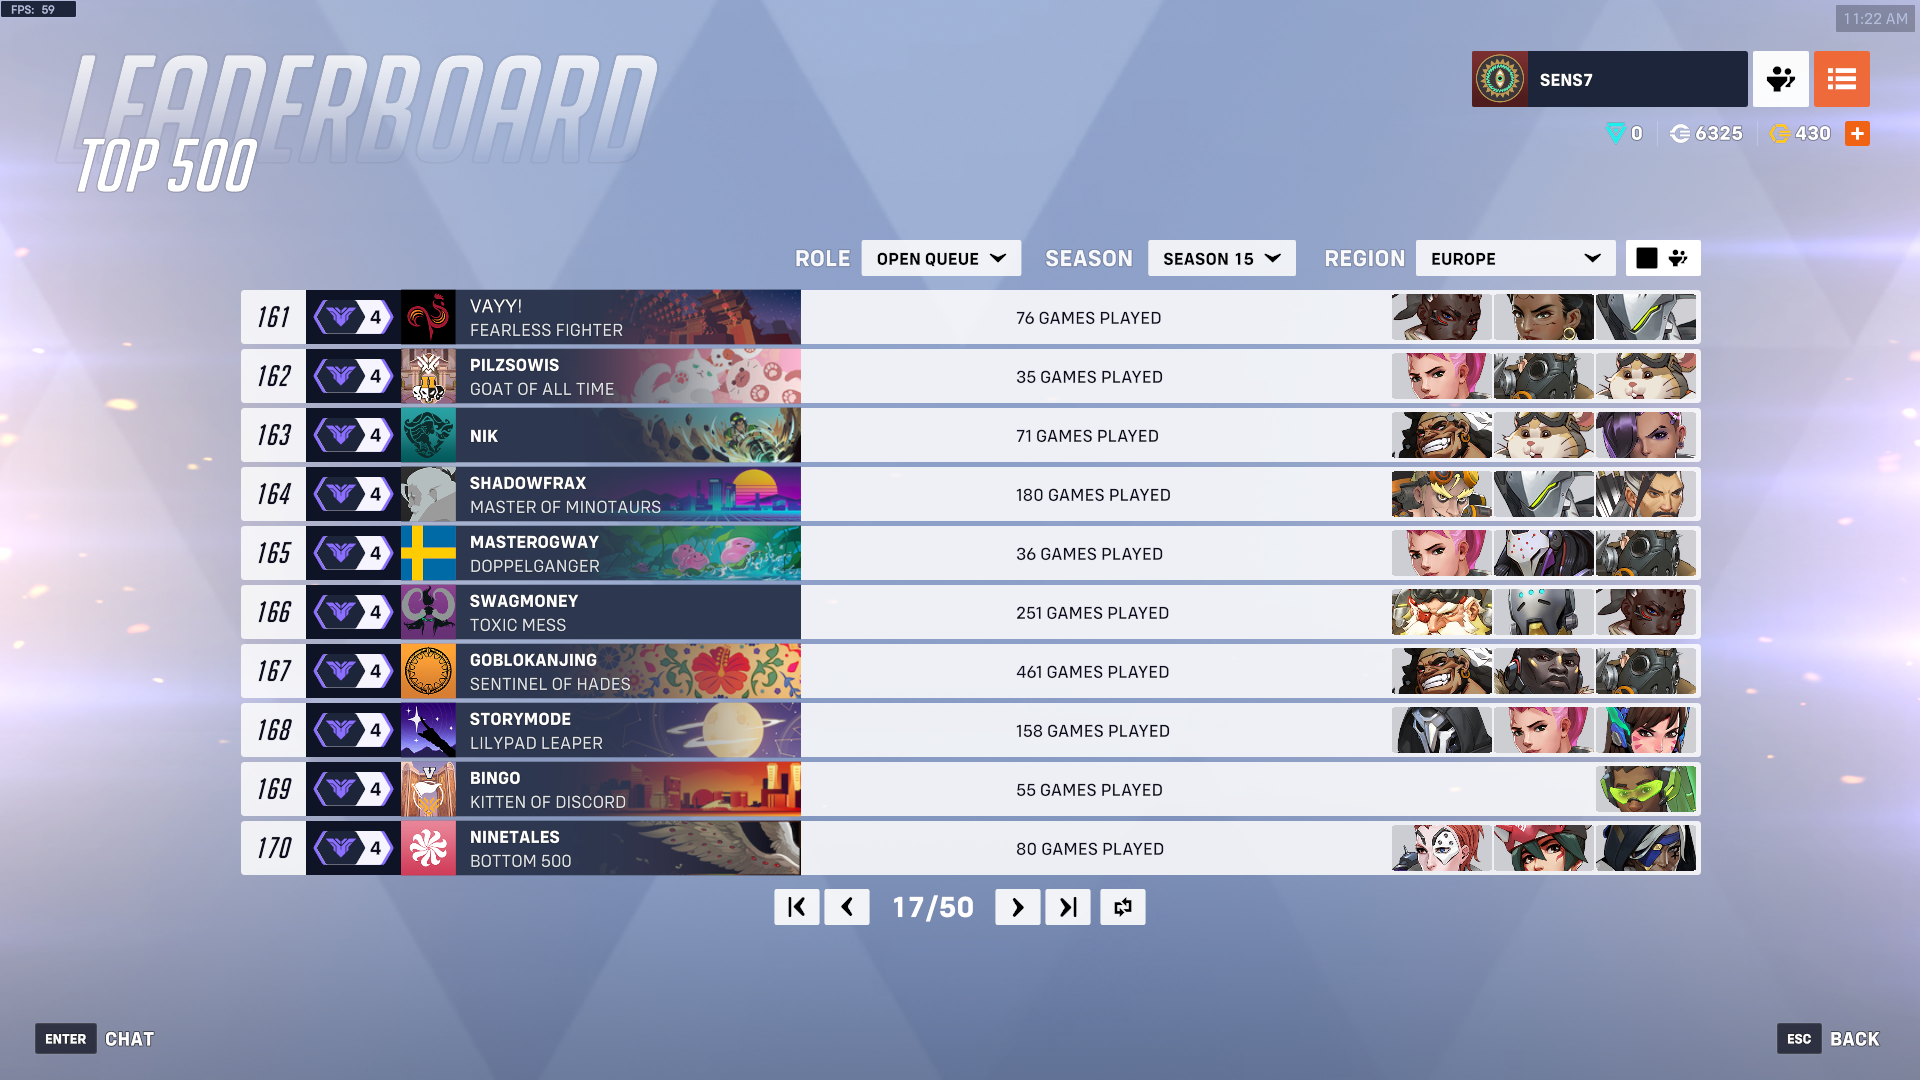 FPS: 59
11:22 AM
LEADERBOARD
TOP 500
SENS7
0 6325 430
ROLE OPEN QUEUE SEASON SEASON 15 REGION EUROPE
161 4 VAYY! 76 GAMES PLAYED
FEARLESS FIGHTER
162 4 PILZSOWIS 35 GAMES PLAYED
GOAT OF ALL TIME
163 4 NIK 71 GAMES PLAYED
164 4 SHADOWFRAX 180 GAMES PLAYED
MASTER OF MINOTAURS
165 4 MASTEROGWAY 36 GAMES PLAYED
DOPPELGANGER
166 4 SWAGMONEY 251 GAMES PLAYED
TOXIC MESS
167 4 GOBLOKANJING 461 GAMES PLAYED
SENTINEL OF HADES
168 4 STORYMODE 158 GAMES PLAYED
LILYPAD LEAPER
169 4 BINGO 55 GAMES PLAYED
KITTEN OF DISCORD
170 4 NINETALES 80 GAMES PLAYED
BOTTOM 500
17/50
ENTER CHAT
ESC BACK